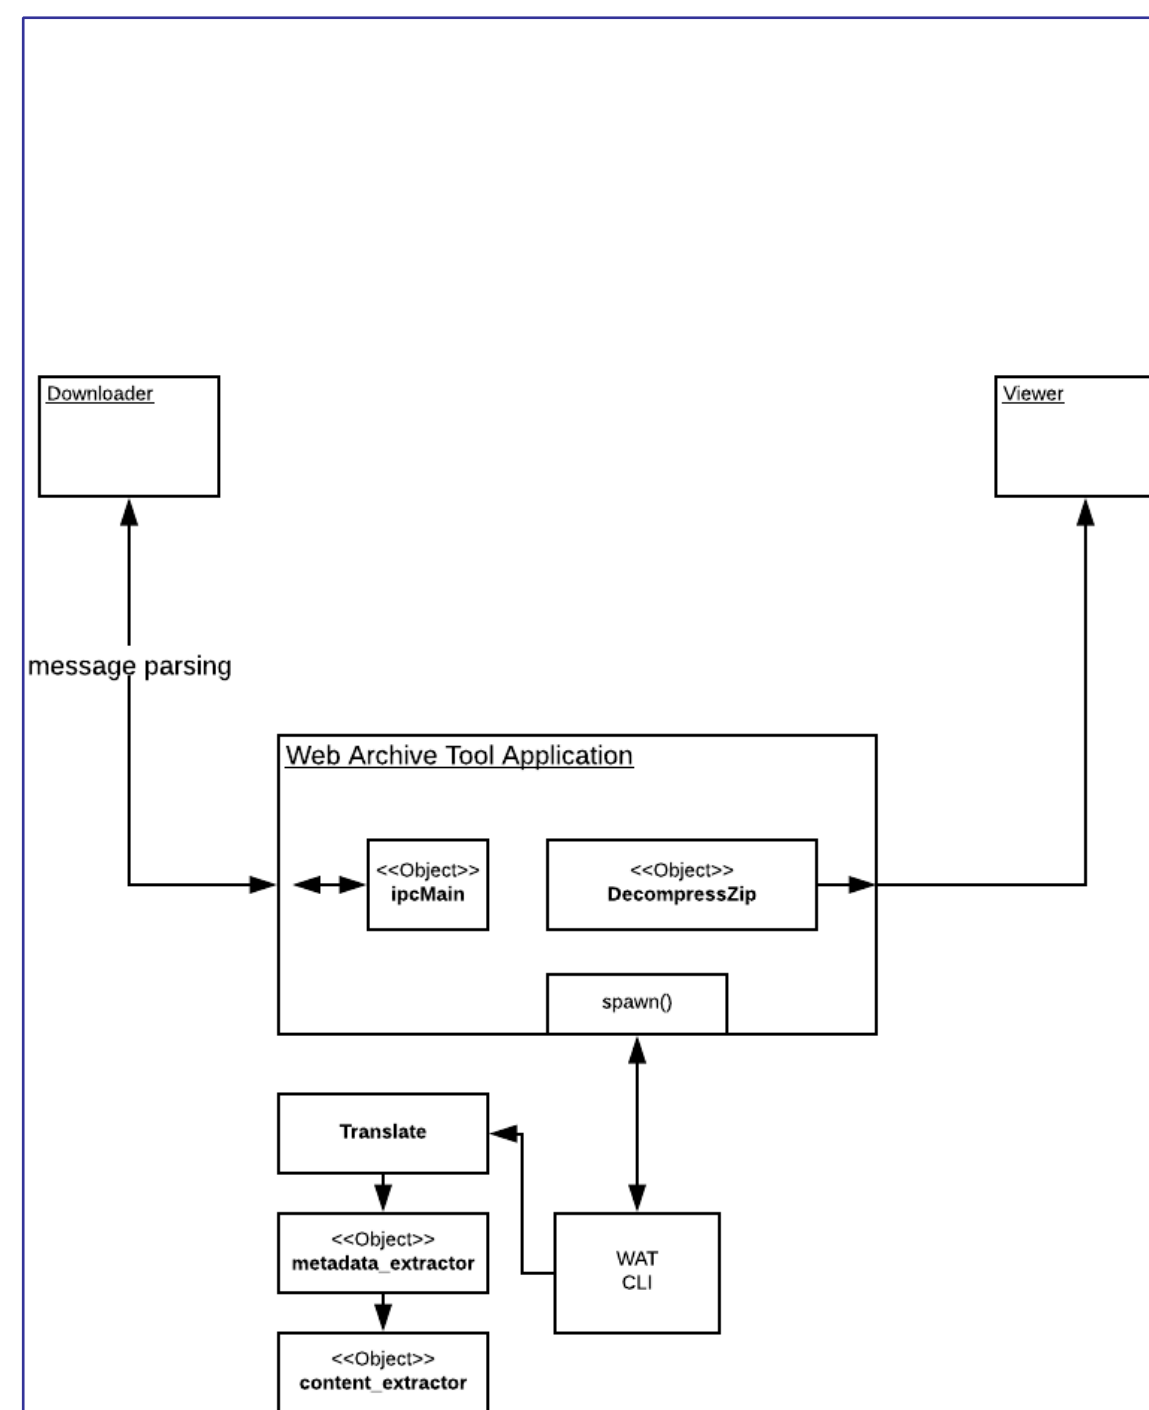 Downloader
Viewer
message parsing
Web Archive Tool Application
<<Object>>
ipcMain
<<Object>>
DecompressZip
spawn()
Translate
<<Object>>
metadata_extractor
WAT
CLI
<<Object>>
content_extractor